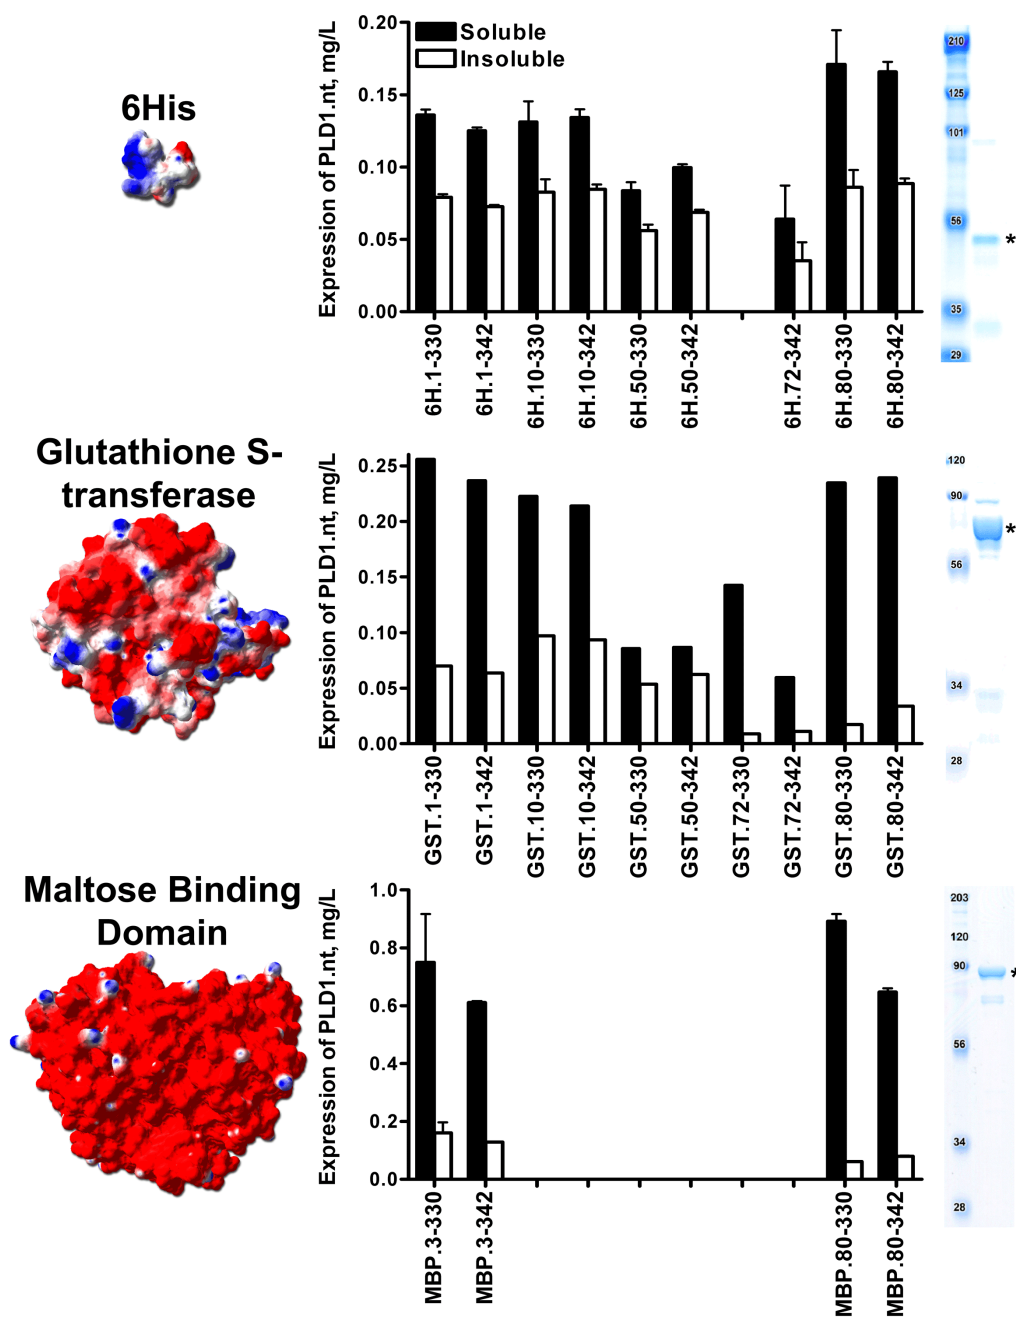 6His
Expression of PLD1.nt, mg/L
0.20
0.15
0.10
0.05
0.00
Soluble
Insoluble
6H.1-330
6H.1-342
6H.10-330
6H.10-342
6H.50-330
6H.50-342
6H.72-342
6H.80-330
6H.80-342
210
125
101
56
*
35
29
Glutathione S-
transferase
Expression of PLD1.nt, mg/L
0.25
0.20
0.15
0.10
0.05
0.00
GST.1-330
GST.1-342
GST.10-330
GST.10-342
GST.50-330
GST.50-342
GST.72-330
GST.72-342
GST.80-330
GST.80-342
120
90
*
56
34
28
Maltose Binding
Domain
Expression of PLD1.nt, mg/L
1.0
0.8
0.6
0.4
0.2
0.0
MBP.3-330
MBP.3-342
MBP.80-330
MBP.80-342
203
120
90
*
56
34
28